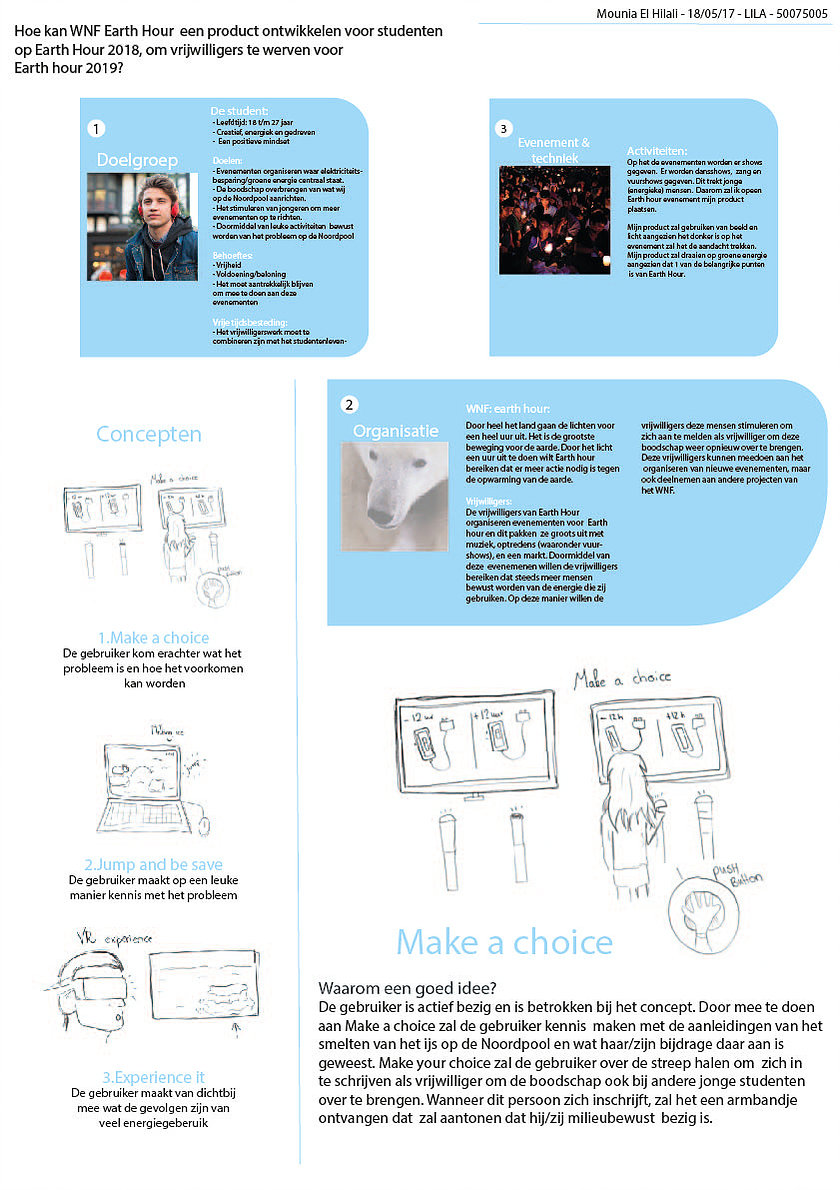 Mounia El Hilali - 18/05/17 - LILA - 50075005
Hoe kan WNF Earth Hour een product ontwikkelen voor studenten
op Earth Hour 2018, om vrijwilligers te werven voor
Earth hour 2019?
1
Doelgroep
De student:
- Leefdtijd: 18 t/m 27 jaar
- Creatief, energiek en gedreven
- Een positieve mindset
Doelen:
- Evenementen organiseren waar elektriciteits-
besparing/groene energie centraal staat.
- De boodschap overbrengen van wat wij
op de Noordpool aanrichten.
- Het stimuleren van jongeren om meer
evenementen op te richten.
- Doormiddel van leuke activiteiten bewust
worden van het probleem op de Noordpool
Behoeftes:
- Vrijheid
- Voldoening/beloning
- Het moet aantrekkelijk blijven
om mee te doen aan deze
evenementen
Vrije tijdsbesteding:
- Het vrijwilligerswerk moet te
combineren zijn met het studentenleven-
3
Evenement &
techniek
Activiteiten:
Op het de evenementen worden er shows
gegeven. Er worden dansshows, zang en
vuurshows gegeven. Dit trekt jonge
(energieke) mensen. Daarom zal ik opeen
Earth hour evenement mijn product
plaatsen.
Mijn product zal gebruiken van beeld en
licht aangezien het donker is op het
evenement zal het de aandacht trekken.
Mijn product zal draaien op groene energie
aangezien dat 1 van de belangrijke punten
is van Earth Hour.
2
Organisatie
WNF: earth hour:
Door heel het land gaan de lichten voor
een heel uur uit. Het is de grootste
beweging voor de aarde. Door het licht
een uur uit te doen wilt Earth hour
bereiken dat er meer actie nodig is tegen
de opwarming van de aarde.
Vrijwilligers:
De vrijwilligers van Earth Hour
organiseren evenementen voor Earth
hour en dit pakken ze groots uit met
muziek, optredens (waaronder vuur-
shows), en een markt. Doormiddel van
deze evenemenen willen de vrijwilligers
bereiken dat steeds meer mensen
bewust worden van de energie die zij
gebruiken. Op deze manier willen de
vrijwilligers deze mensen stimuleren om
zich aan te melden als vrijwilliger om deze
boodschap weer opnieuw over te brengen.
Deze vrijwilligers kunnen meedoen aan het
organiseren van nieuwe evenementen, maar
ook deelnemen aan andere projecten van
het WNF.
Concepten
Make a choice
push
Button
1.Make a choice
De gebruiker kom erachter wat het
probleem is en hoe het voorkomen
kan worden
2.Jump and be save
De gebruiker maakt op een leuke
manier kennis met het probleem
VR experience
3.Experience it
De gebruiker maakt van dichtbij
mee wat de gevolgen zijn van
veel energiegeberuik
Make a choice
- 12 uur +12 uur
- 12 h +12 h
push
Button
Make a choice
Waarom een goed idee?
De gebruiker is actief bezig en is betrokken bij het concept. Door mee te doen
aan Make a choice zal de gebruiker kennis maken met de aanleidingen van het
smelten van het ijs op de Noordpool en wat haar/zijn bijdrage daar aan is
geweest. Make your choice zal de gebruiker over de streep halen om zich in
te schrijven als vrijwilliger om de boodschap ook bij andere jonge studenten
over te brengen. Wanneer dit persoon zich inschrijft, zal het een armbandje
ontvangen dat zal aantonen dat hij/zij milieubewust bezig is.